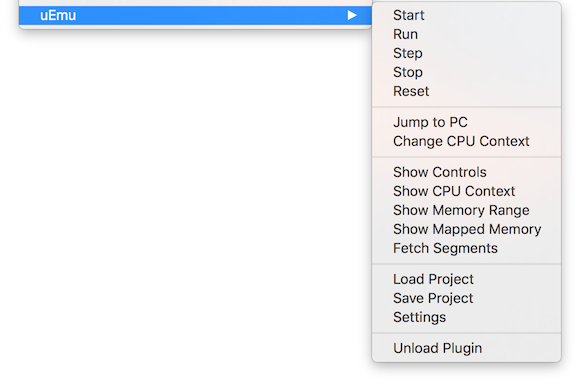 uEmu
Start
Run
Step
Stop
Reset
Jump to PC
Change CPU Context
Show Controls
Show CPU Context
Show Memory Range
Show Mapped Memory
Fetch Segments
Load Project
Save Project
Settings
Unload Plugin